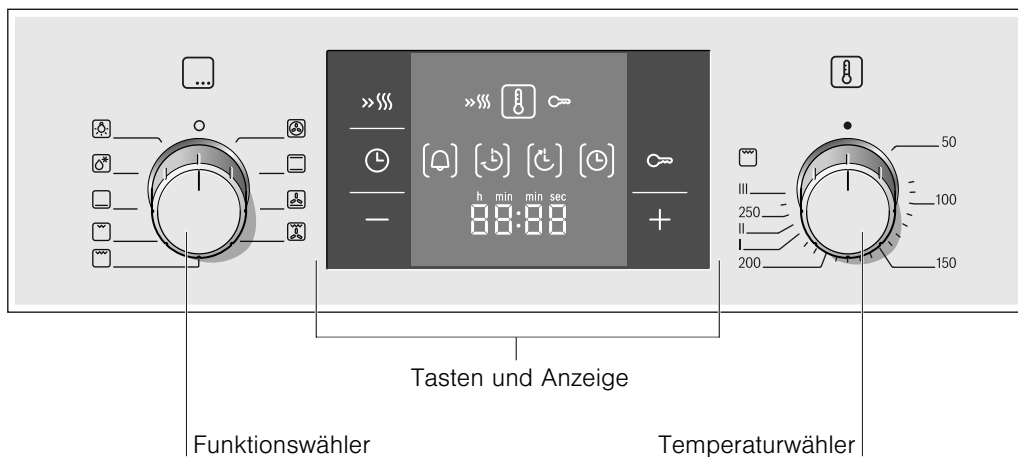 h min min sec
88:88
50
100
150
200
I
II
250
III
Tasten und Anzeige
Funktionswähler
Temperaturwähler